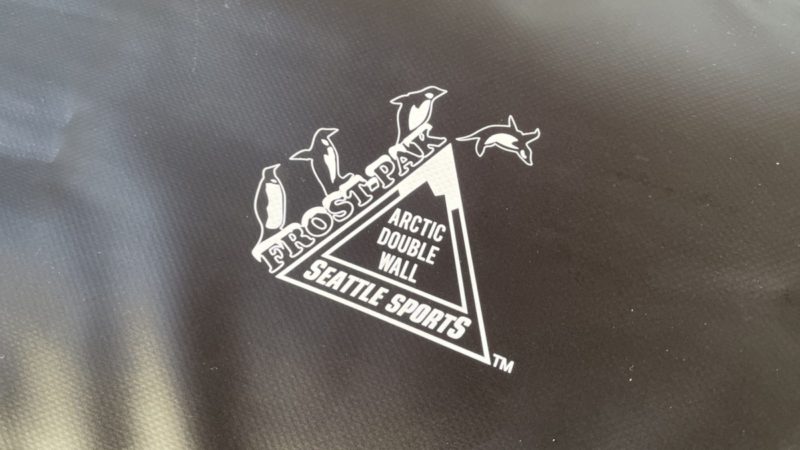 FROST-PAK
ARCTIC
DOUBLE
WALL
SEATTLE SPORTS
TM